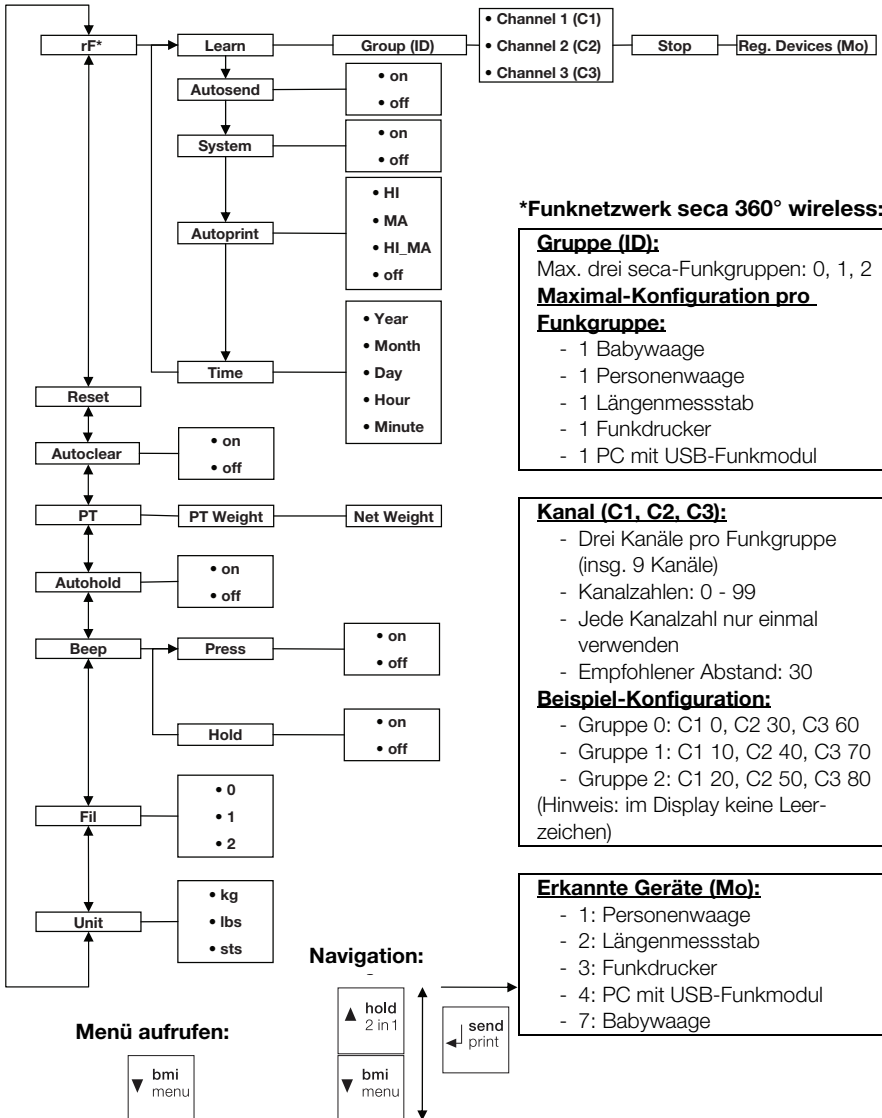 rF*
Learn
Group (ID)
• Channel 1 (C1)
• Channel 2 (C2)
• Channel 3 (C3)
Stop
Reg. Devices (Mo)
Autosend
• on
• off
System
• on
• off
Autoprint
• HI
• MA
• HI_MA
• off
Time
• Year
• Month
• Day
• Hour
• Minute
Reset
Autoclear
• on
• off
PT
PT Weight
Net Weight
Autohold
• on
• off
Beep
Press
• on
• off
Hold
• on
• off
Fil
• 0
• 1
• 2
Unit
• kg
• lbs
• sts
*Funknetzwerk seca 360° wireless:
Gruppe (ID):
Max. drei seca-Funkgruppen: 0, 1, 2
Maximal-Konfiguration pro
Funkgruppe:
- 1 Babywaage
- 1 Personenwaage
- 1 Längenmessstab
- 1 Funkdrucker
- 1 PC mit USB-Funkmodul
Kanal (C1, C2, C3):
- Drei Kanäle pro Funkgruppe
(insg. 9 Kanäle)
- Kanalzahlen: 0 - 99
- Jede Kanalzahl nur einmal
verwenden
- Empfohlener Abstand: 30
Beispiel-Konfiguration:
- Gruppe 0: C1 0, C2 30, C3 60
- Gruppe 1: C1 10, C2 40, C3 70
- Gruppe 2: C1 20, C2 50, C3 80
(Hinweis: im Display keine Leer-
zeichen)
Erkannte Geräte (Mo):
- 1: Personenwaage
- 2: Längenmessstab
- 3: Funkdrucker
- 4: PC mit USB-Funkmodul
- 7: Babywaage
Menü aufrufen:
bmi
menu
Navigation:
hold
2 in 1
bmi
menu
send
print